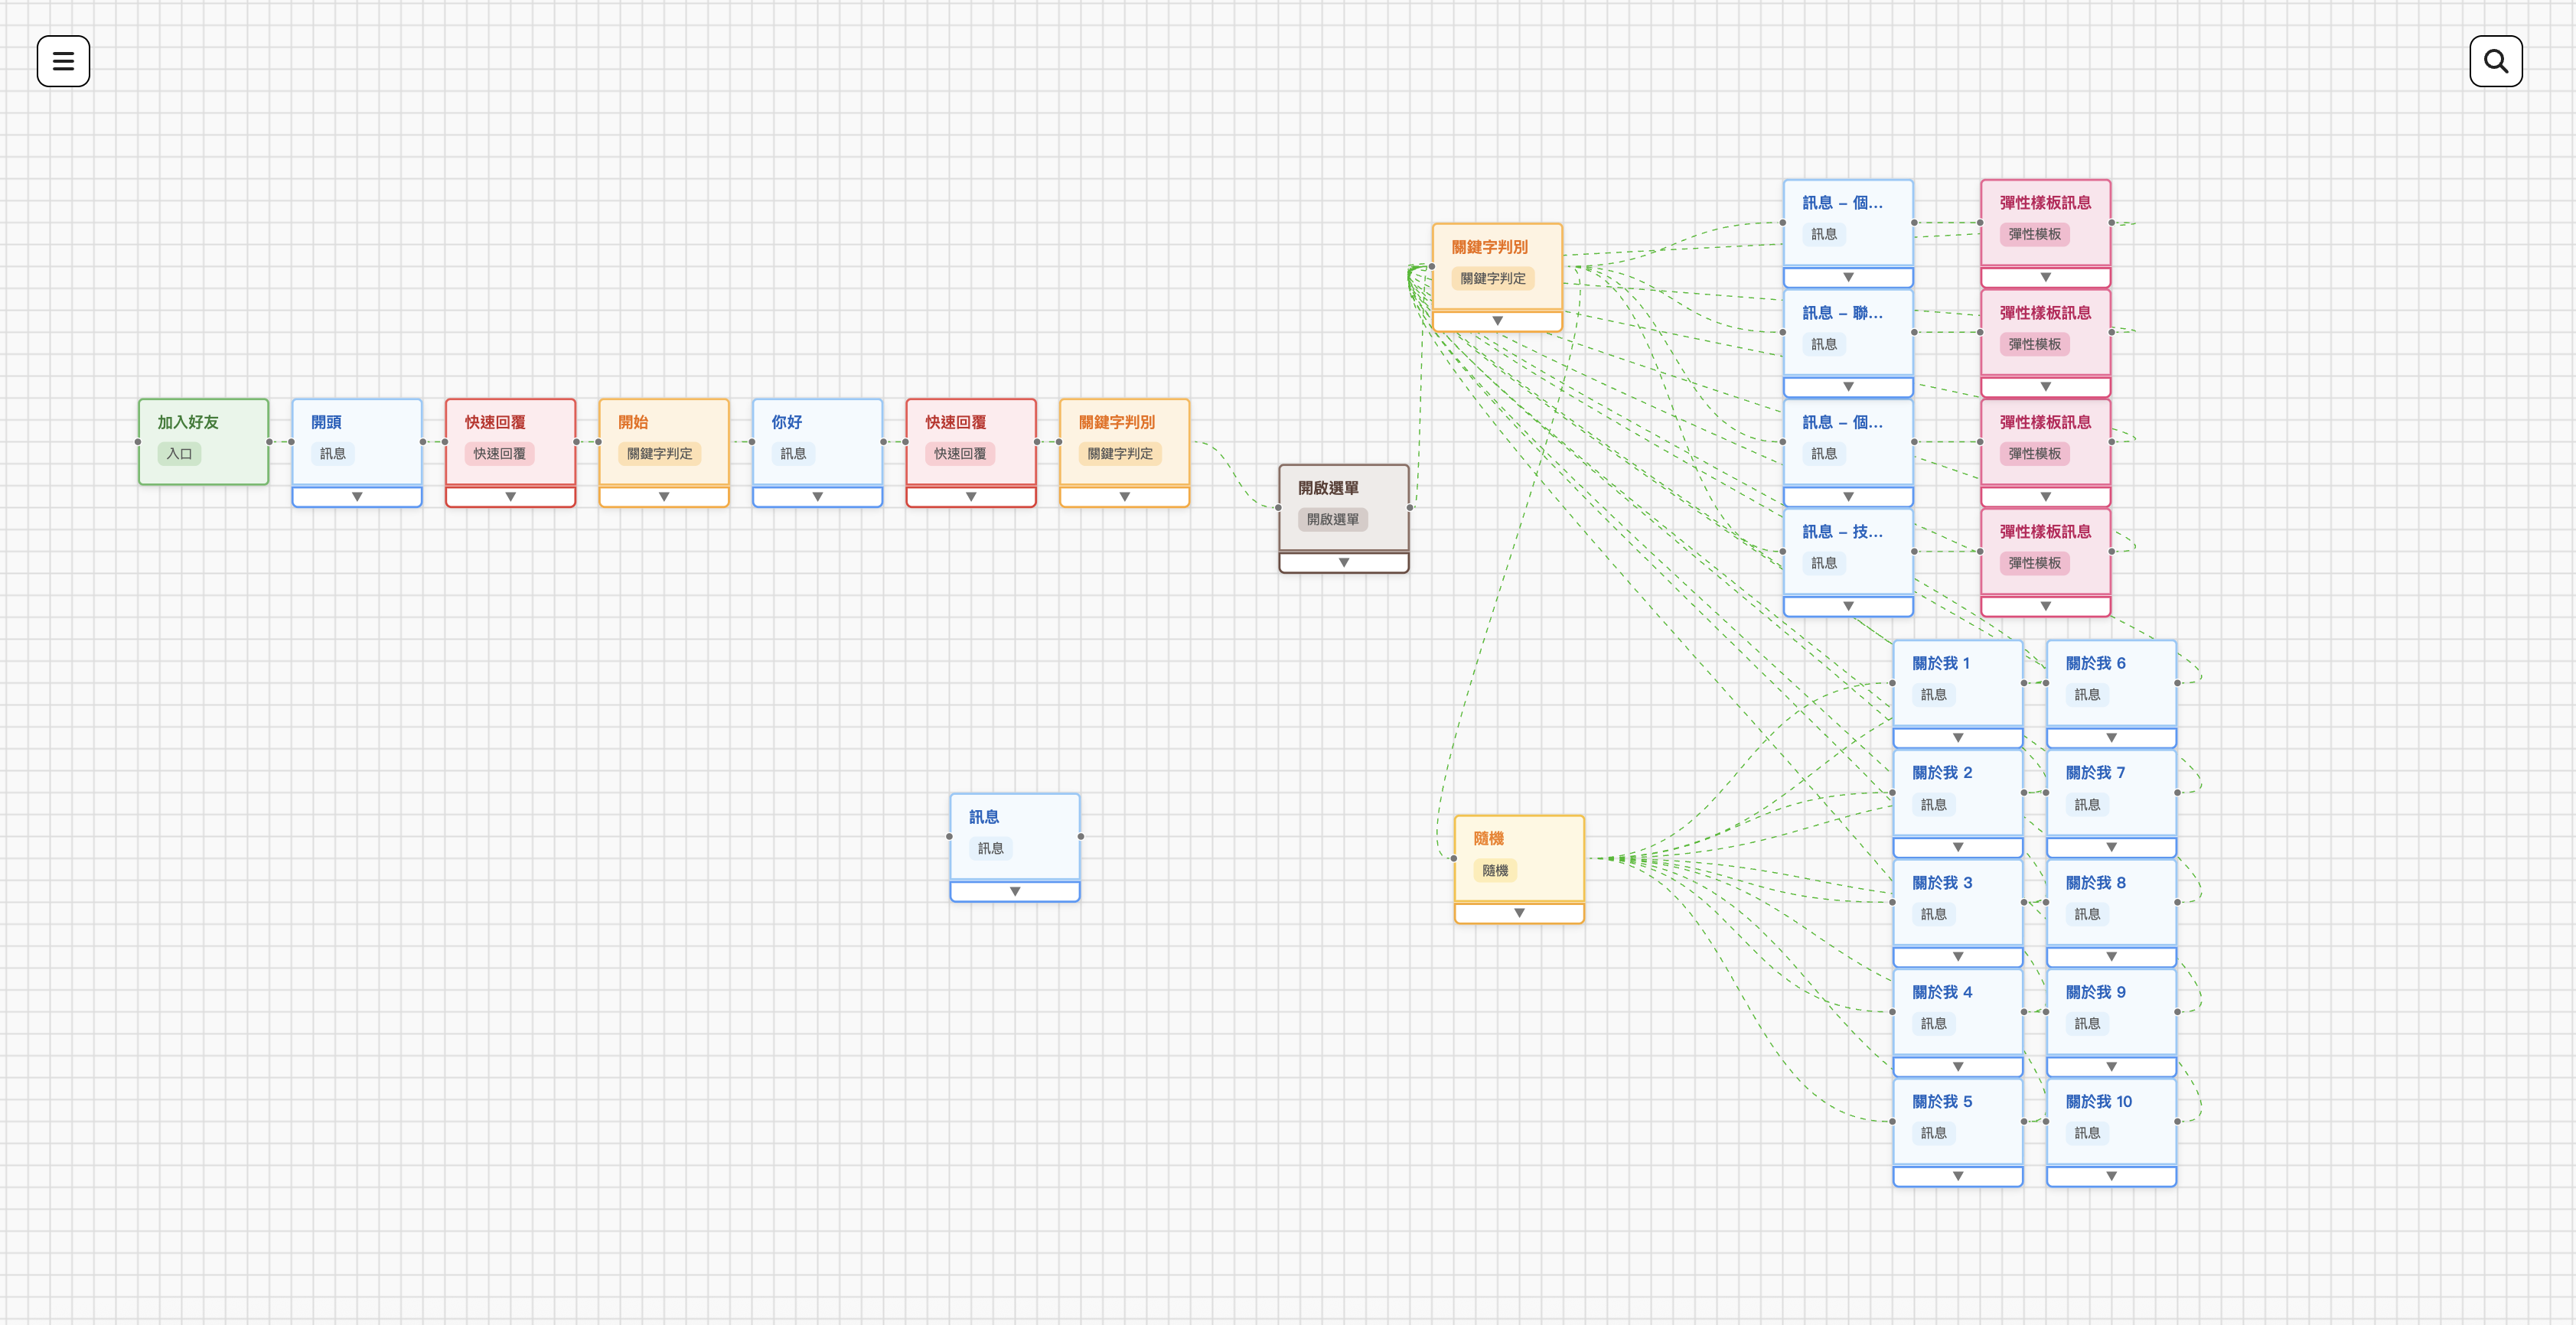 加入好友
入口
開頭
訊息
快速回覆
快速回覆
開始
關鍵字判定
你好
訊息
快速回覆
快速回覆
關鍵字判別
關鍵字判定
開啟選單
開啟選單
關鍵字判別
關鍵字判定
訊息 – 個...
訊息
彈性樣板訊息
彈性模板
訊息 – 聯...
訊息
彈性樣板訊息
彈性模板
訊息 – 個...
訊息
彈性樣板訊息
彈性模板
訊息 – 技...
訊息
彈性樣板訊息
彈性模板
訊息
訊息
隨機
隨機
關於我 1
訊息
關於我 6
訊息
關於我 2
訊息
關於我 7
訊息
關於我 3
訊息
關於我 8
訊息
關於我 4
訊息
關於我 9
訊息
關於我 5
訊息
關於我 10
訊息